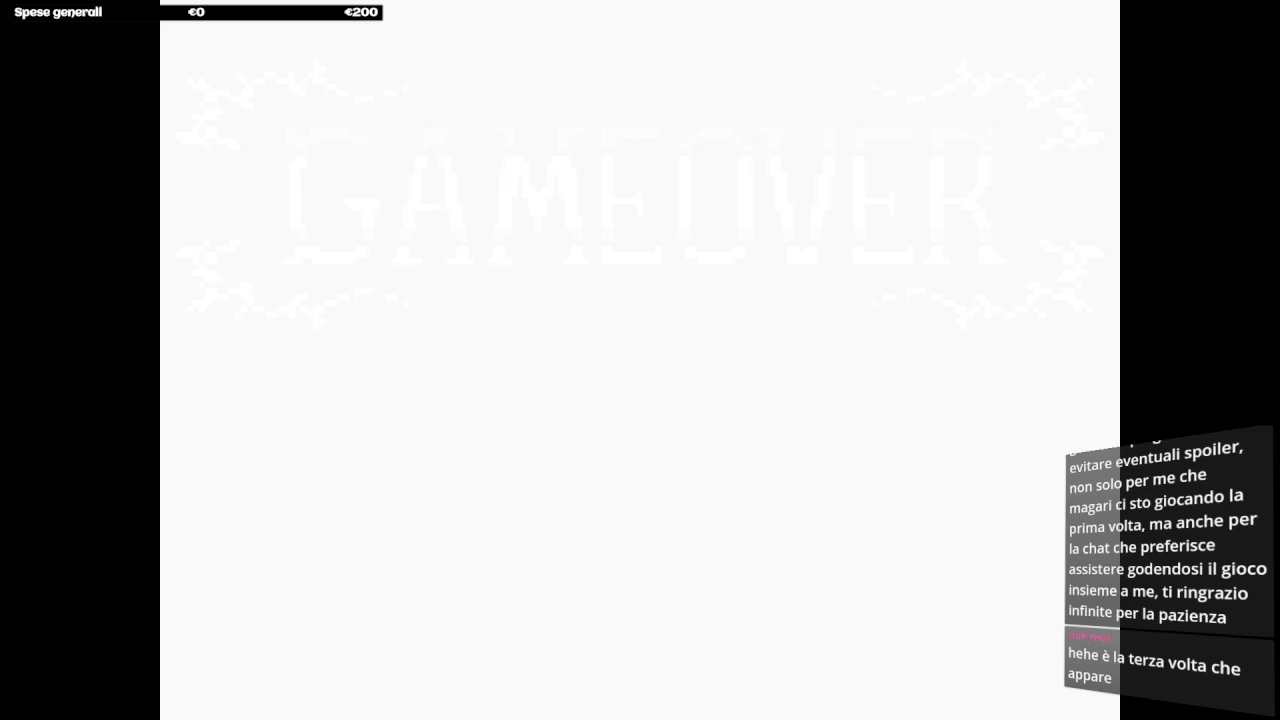 Spese generali €0 €200
GAMEOVER
evitare eventuali spoiler,
non solo per me che
magari ci sto giocando la
prima volta, ma anche per
la chat che preferisce
assistere godendosi il gioco
insieme a me, ti ringrazio
infinite per la pazienza
hehe è la terza volta che
appare